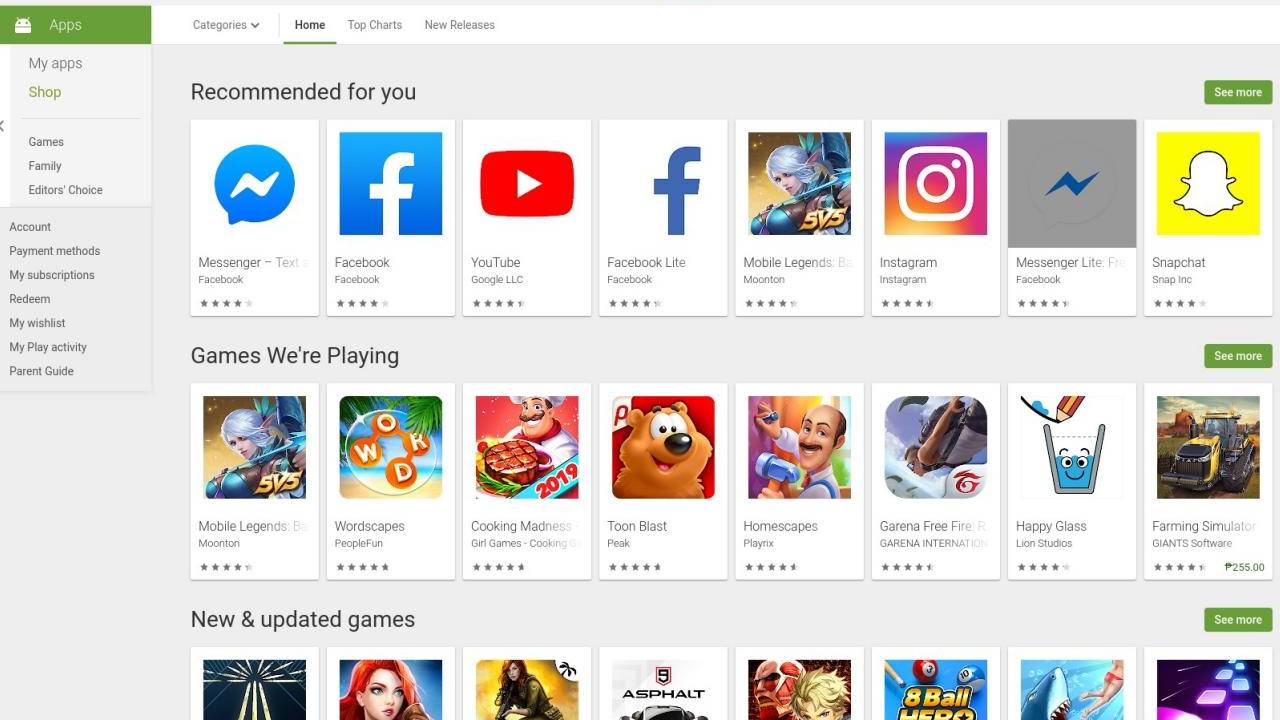 Apps
Categories
Home
Top Charts
New Releases
My apps
Shop
Games
Family
Editors' Choice
Account
Payment methods
My subscriptions
Redeem
My wishlist
My Play activity
Parent Guide
Recommended for you
See more
Messenger – Text a
Facebook
Facebook
Facebook
YouTube
Google LLC
Facebook Lite
Facebook
5V5
Mobile Legends: Ba
Moonton
Instagram
Instagram
Messenger Lite: Fre
Facebook
Snapchat
Snap Inc
Games We're Playing
See more
5V5
Mobile Legends: Ba
Moonton
WORD
Wordscapes
PeopleFun
2019
Cooking Madness -
Girl Games - Cooking G
Toon Blast
Peak
Homescapes
Playrix
Garena Free Fire: R
GARENA INTERNATION
Happy Glass
Lion Studios
Farming Simulator
GIANTS Software
₱255.00
New & updated games
See more
9
ASPHALT
8 Ball
HERO